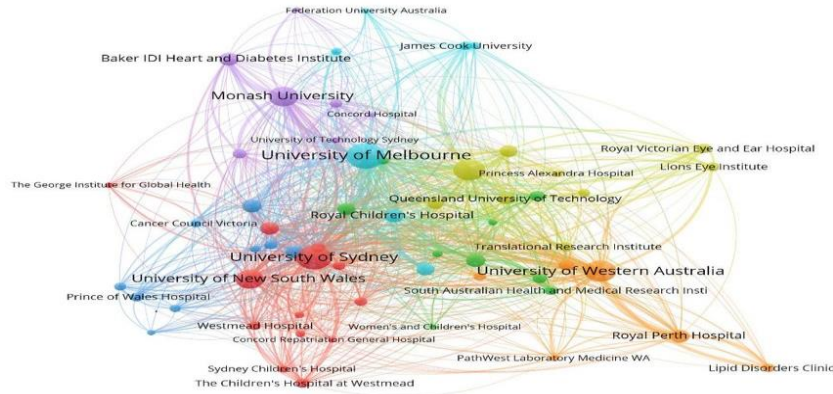 Federation University Australia
James Cook University
Baker IDI Heart and Diabetes Institute
Monash University
Concord Hospital
University of Technology Sydney
University of Melbourne
Royal Victorian Eye and Ear Hospital
Princess Alexandra Hospital
Lions Eye Institute
The George Institute for Global Health
Queensland University of Technology
Royal Children's Hospital
Cancer Council Victoria
Translational Research Institute
University of Sydney
University of Western Australia
University of New South Wales
South Australian Health and Medical Research Insti
Prince of Wales Hospital
Westmead Hospital
Women's and Children's Hospital
Royal Perth Hospital
Concord Repatriation General Hospital
PathWest Laboratory Medicine WA
Sydney Children's Hospital
Lipid Disorders Clinic
The Children's Hospital at Westmead